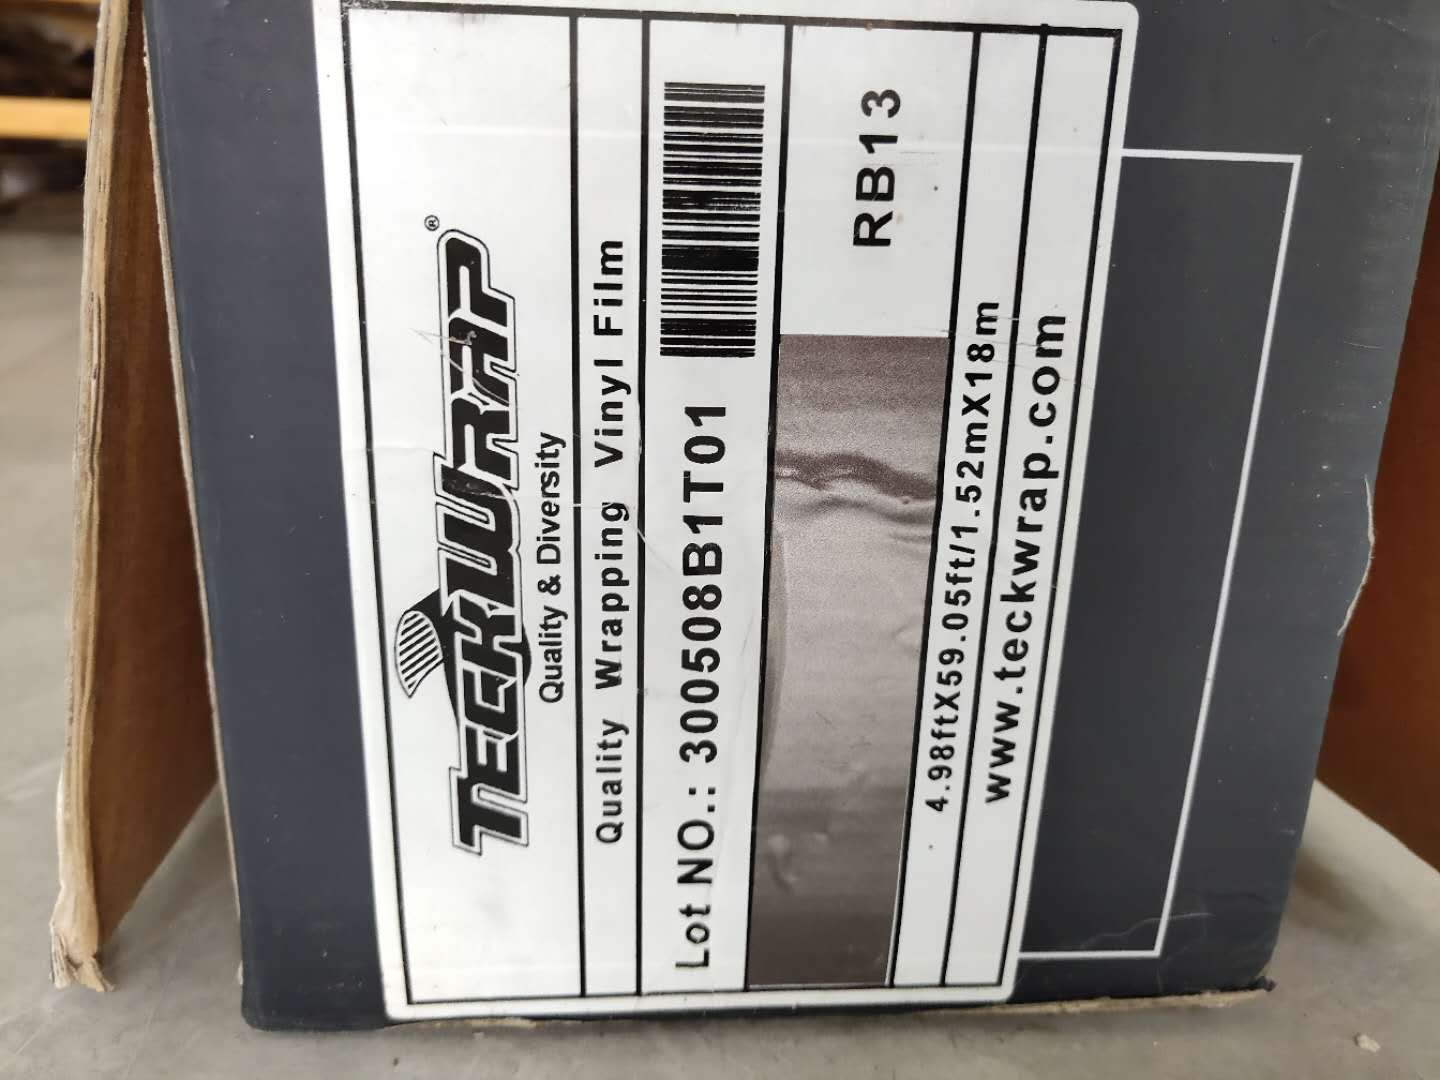 TECKWRAP®
Quality & Diversity
Quality Wrapping Vinyl Film
Lot NO.: 300508B1T01
RB13
4.98ftX59.05ft/1.52mX18m
www.teckwrap.com